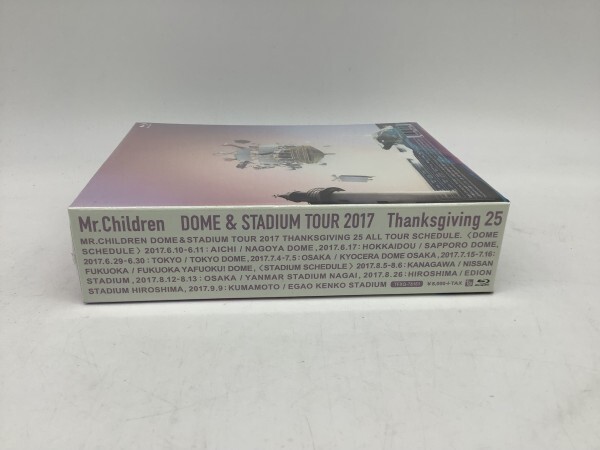 Mr.Children DOME & STADIUM TOUR 2017 Thanksgiving 25
MR.CHILDREN DOME&STADIUM TOUR 2017 THANKSGIVING 25 ALL TOUR SCHEDULE. 〈DOME
SCHEDULE〉2017.6.10-6.11: AICHI / NAGOYA DOME, 2017.6.17: HOKKAIDOU / SAPPORO DOME,
2017.6.29-6.30: TOKYO / TOKYO DOME, 2017.7.4-7.5: OSAKA / KYOCERA DOME OSAKA, 2017.7.15-7.16:
FUKUOKA / FUKUOKA YAFUOKU! DOME, 〈STADIUM SCHEDULE〉2017.8.5-8.6: KANAGAWA / NISSAN
STADIUM, 2017.8.12-8.13: OSAKA / YANMAR STADIUM NAGAI, 2017.8.26: HIROSHIMA / EDION
STADIUM HIROSHIMA, 2017.9.9: KUMAMOTO / EGAO KENKO STADIUM